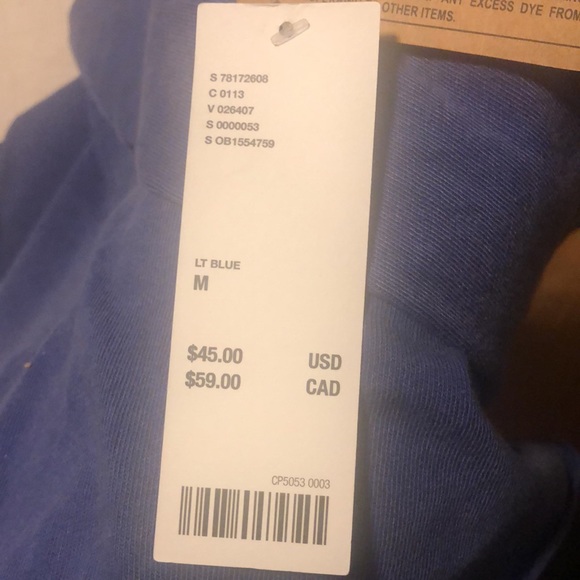 ANY EXCESS DYE FROM
OTHER ITEMS.
S 78172608
C 0113
V 026407
S 0000053
S OB1554759
LT BLUE
M
$45.00 USD
$59.00 CAD
CP5053 0003